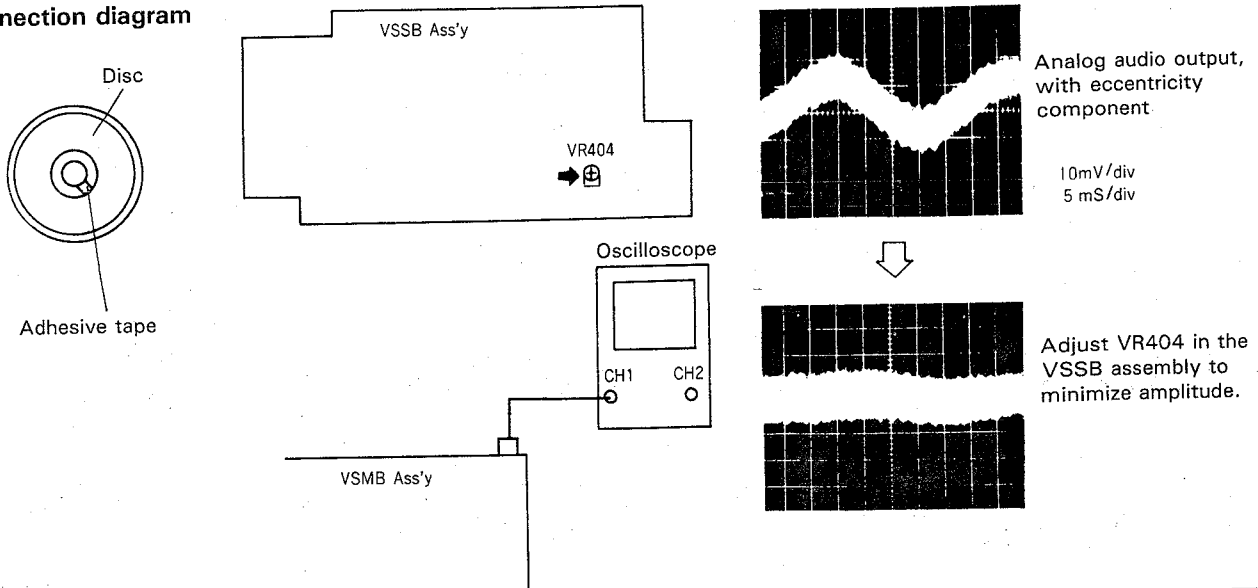 nection diagram
Disc
Adhesive tape
VSSB Ass'y
VR404
Oscilloscope
CH1
CH2
VSMB Ass'y
Analog audio output,
with eccentricity
component
10mV/div
5 mS/div
Adjust VR404 in the
VSSB assembly to
minimize amplitude.